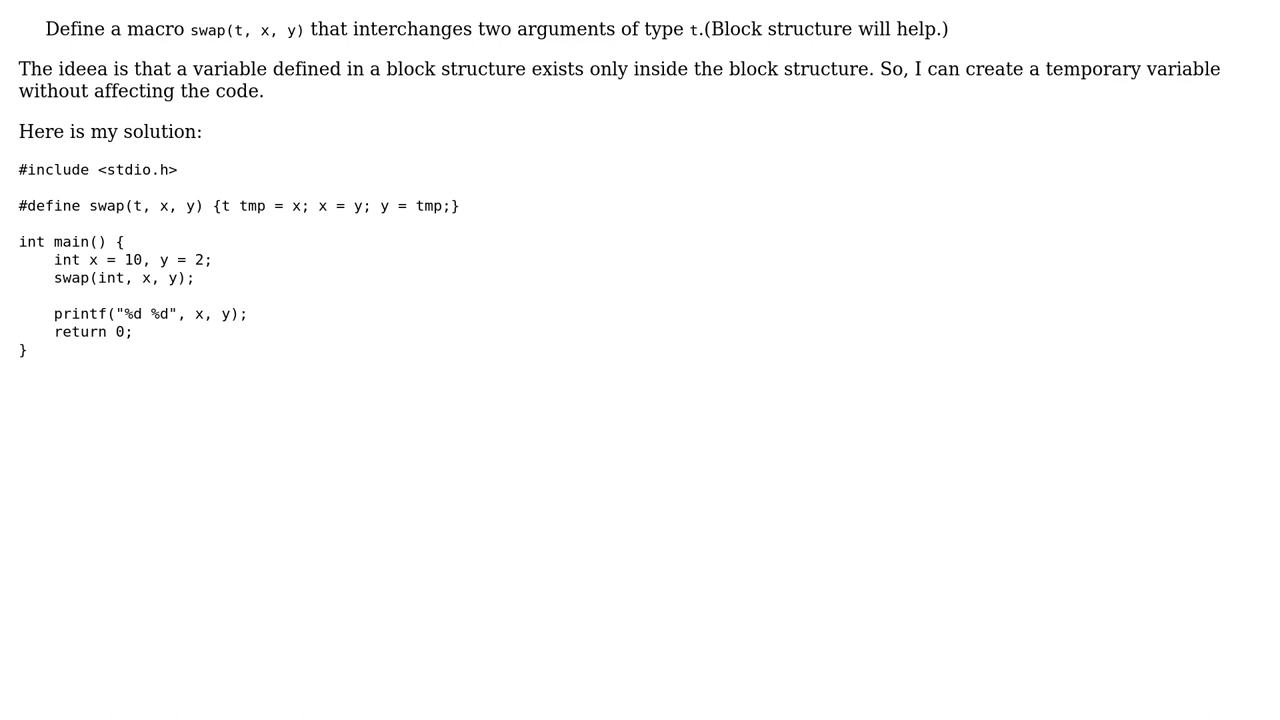 Define a macro swap(t, x, y) that interchanges two arguments of type t.(Block structure will help.)
The ideea is that a variable defined in a block structure exists only inside the block structure. So, I can create a temporary variable
without affecting the code.
Here is my solution:
#include <stdio.h>
#define swap(t, x, y) {t tmp = x; x = y; y = tmp;}
int main() {
    int x = 10, y = 2;
    swap(int, x, y);
    printf("%d %d", x, y);
    return 0;
}